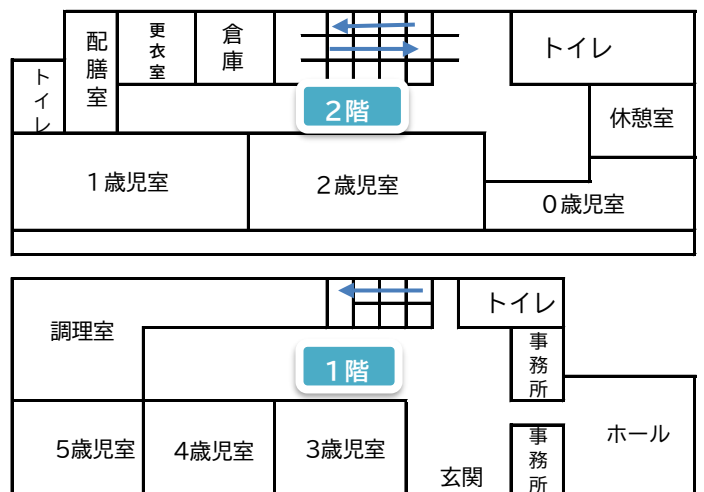 配膳室
更衣室
倉庫
トイレ
トイレ
2階
休憩室
1歳児室
2歳児室
0歳児室
トイレ
調理室
事務所
1階
ホール
5歳児室
4歳児室
3歳児室
事務所
玄関